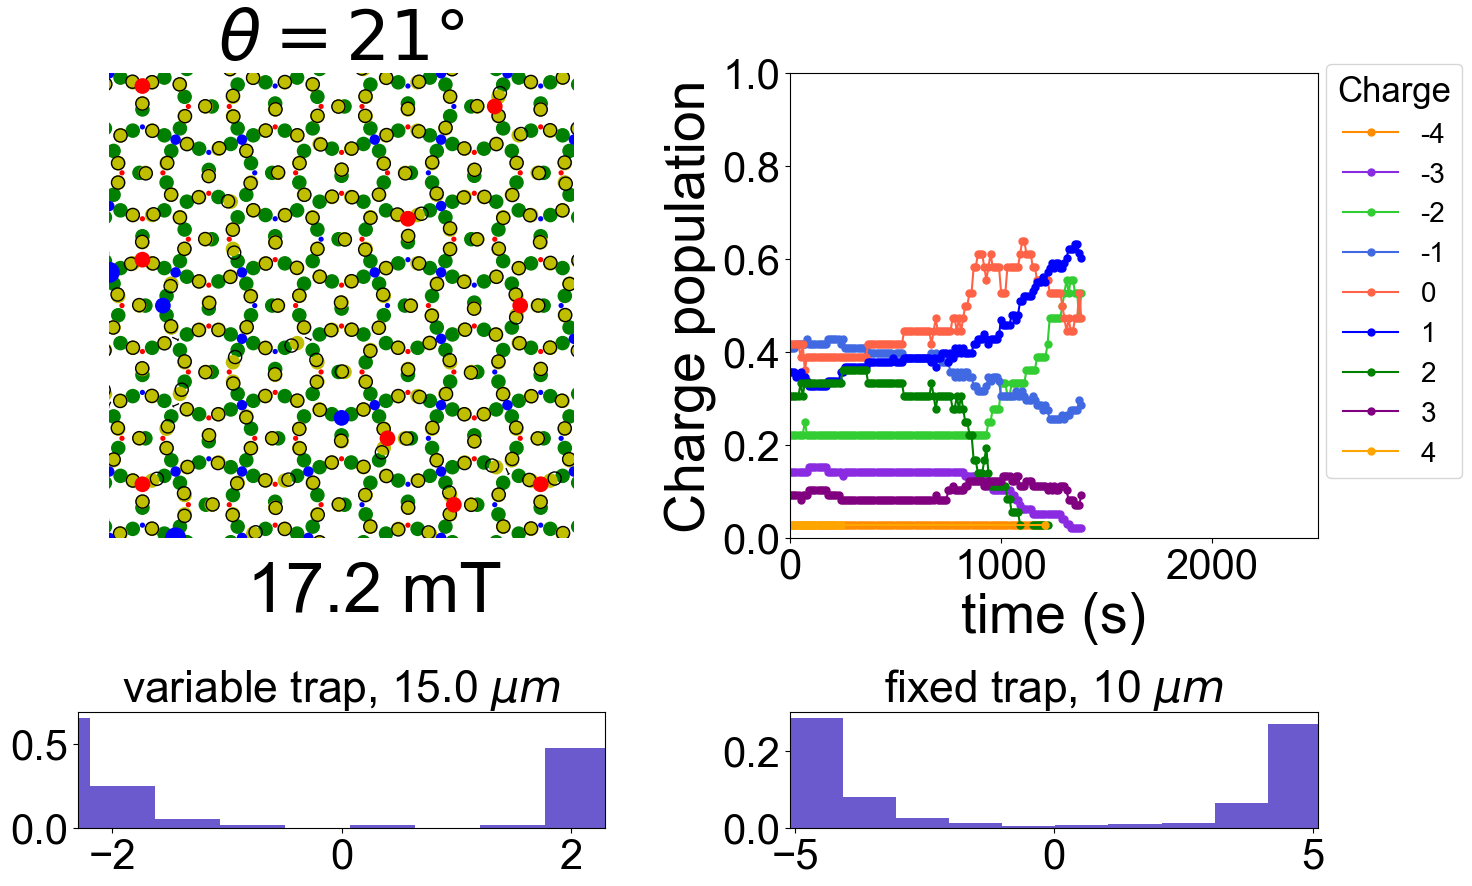 θ = 21°
17.2 mT
1.0
0.8
0.6
0.4
0.2
0.0
Charge population
0 1000 2000
time (s)
Charge
-4
-3
-2
-1
0
1
2
3
4
variable trap, 15.0 μm
0.5
0.0
−2 0 2
fixed trap, 10 μm
0.2
0.0
−5 0 5